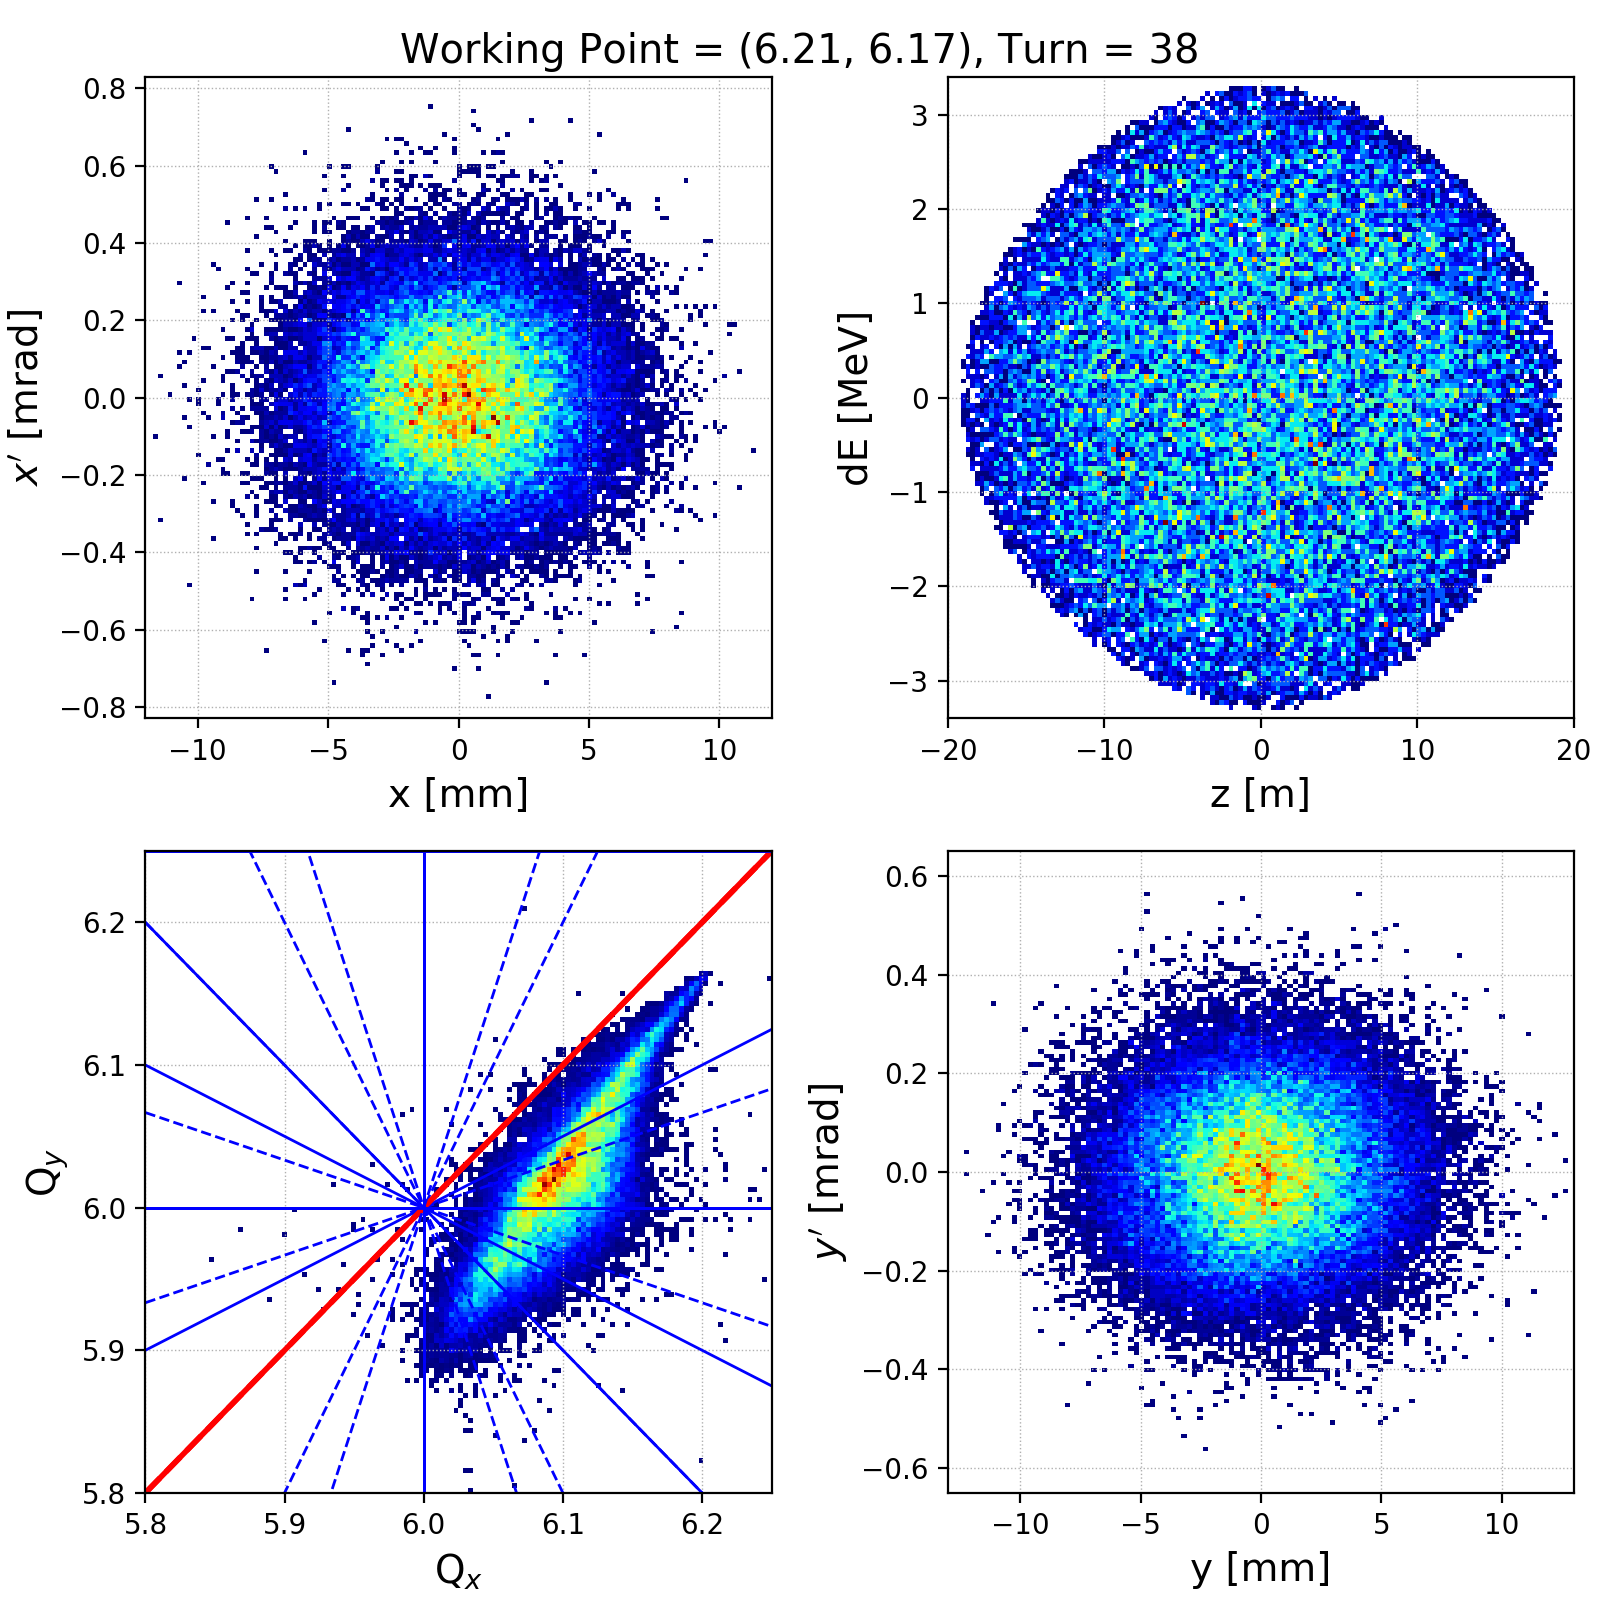 Working Point = (6.21, 6.17), Turn = 38
0.8
0.6
0.4
0.2
0.0
−0.2
−0.4
−0.6
−0.8
x′ [mrad]
−10 −5 0 5 10
x [mm]
3
2
1
0
−1
−2
−3
dE [MeV]
−20 −10 0 10 20
z [m]
6.2
6.1
6.0
5.9
5.8
Qy
5.8 5.9 6.0 6.1 6.2
Qx
0.6
0.4
0.2
0.0
−0.2
−0.4
−0.6
y′ [mrad]
−10 −5 0 5 10
y [mm]